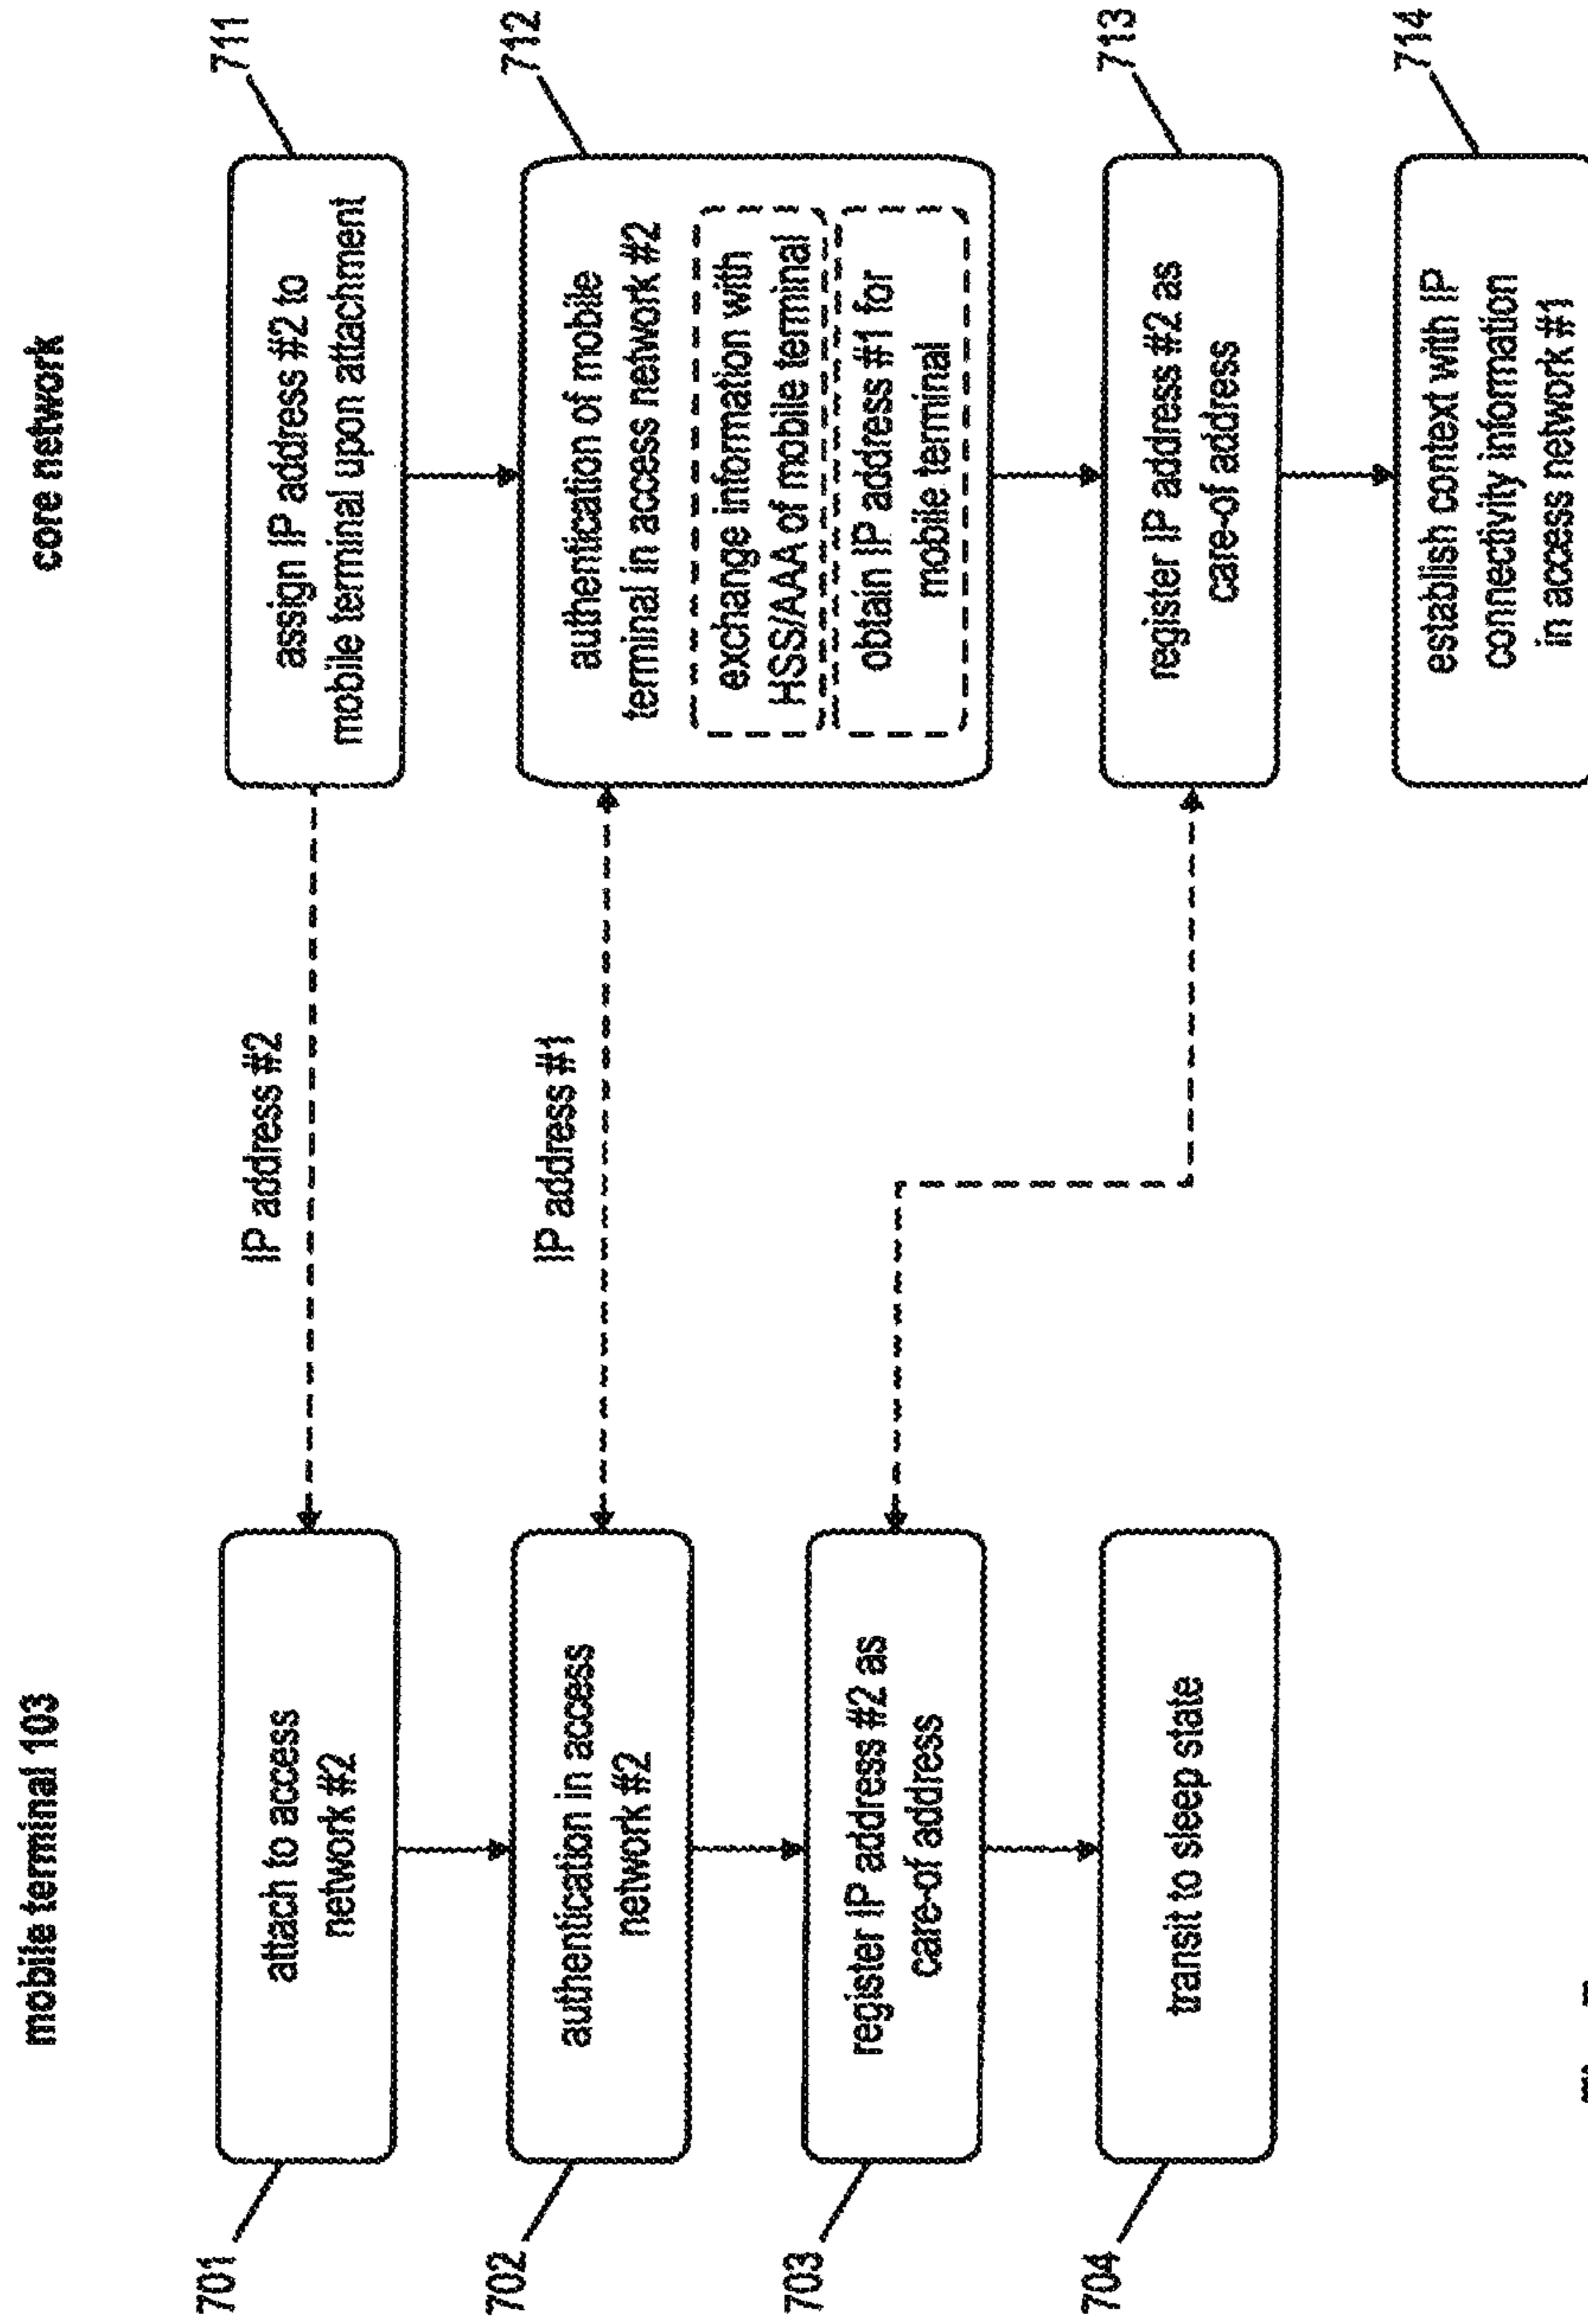 mobile terminal 103
core network
701
attach to access
network #2
IP address #2
assign IP address #2 to
mobile terminal upon attachment
711
702
authentication in access
network #2
IP address #1
authentication of mobile
terminal in access network #2
exchange information with
HSS/AAA of mobile terminal
obtain IP address #1 for
mobile terminal
712
703
register IP address #2 as
care-of address
register IP address #2 as
care-of address
713
704
transit to sleep state
establish context with IP
connectivity information
in access network #1
714